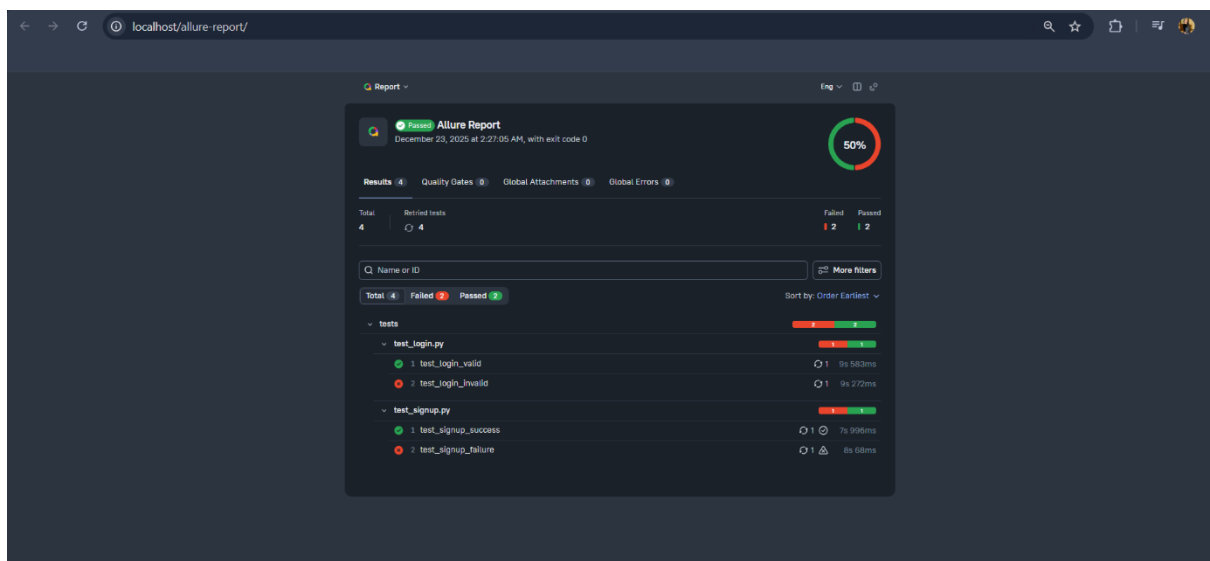 localhost/allure-report/
Report
Eng
Passed Allure Report
December 23, 2025 at 2:27:05 AM, with exit code 0
50%
Results 4 Quality Gates 0 Global Attachments 0 Global Errors 0
Total Retried tests Failed Passed
4 4 2 2
Name or ID More filters
Total 4 Failed 2 Passed 2 Sort by: Order Earliest
tests 2 2
test_login.py 1 1
1 test_login_valid 1 9s 583ms
2 test_login_invalid 1 9s 272ms
test_signup.py 1 1
1 test_signup_success 1 7s 996ms
2 test_signup_failure 1 8s 68ms